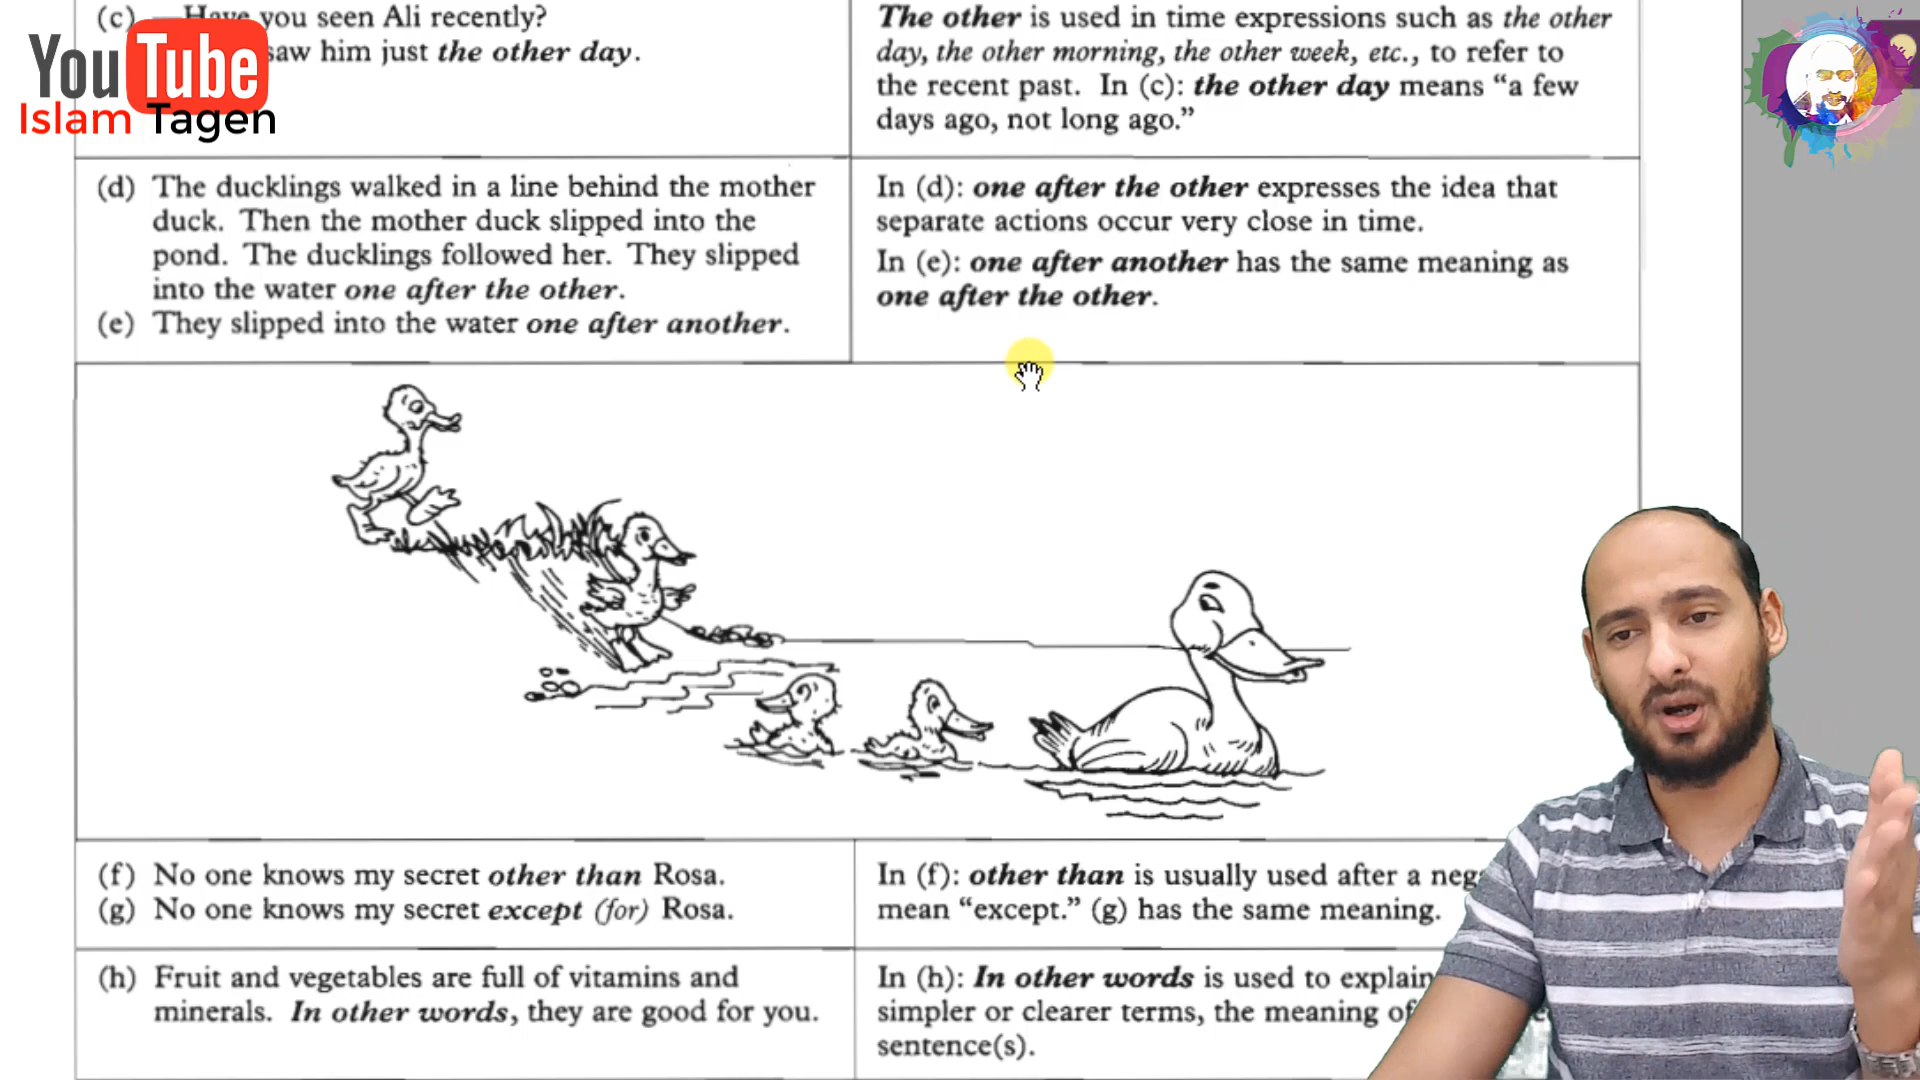 YouTube
Islam Tagen
(c) —Have you seen Ali recently?
saw him just the other day.
The other is used in time expressions such as the other
day, the other morning, the other week, etc., to refer to
the recent past. In (c): the other day means “a few
days ago, not long ago.”
(d) The ducklings walked in a line behind the mother
duck. Then the mother duck slipped into the
pond. The ducklings followed her. They slipped
into the water one after the other.
(e) They slipped into the water one after another.
In (d): one after the other expresses the idea that
separate actions occur very close in time.
In (e): one after another has the same meaning as
one after the other.
(f) No one knows my secret other than Rosa.
(g) No one knows my secret except (for) Rosa.
In (f): other than is usually used after a neg
mean “except.” (g) has the same meaning.
(h) Fruit and vegetables are full of vitamins and
minerals. In other words, they are good for you.
In (h): In other words is used to explain
simpler or clearer terms, the meaning of
sentence(s).